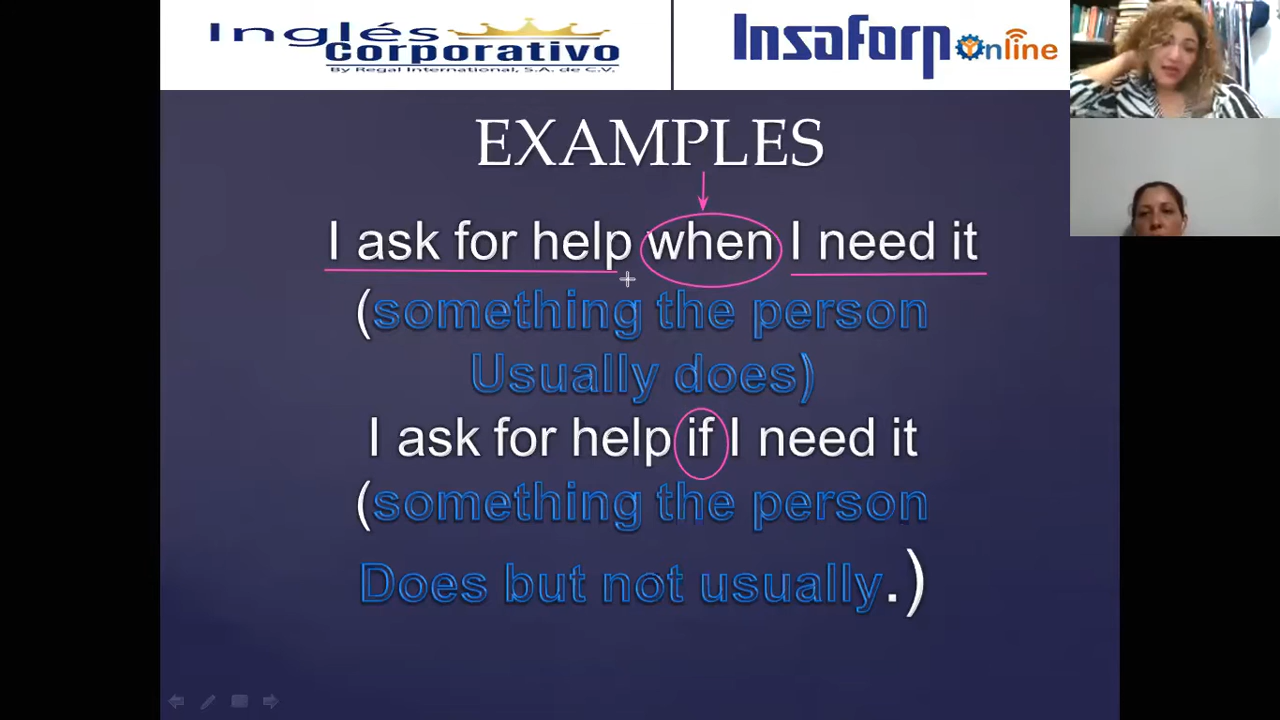 Inglés
Corporativo
By Regal International, S.A. de C.V.
Insaforp Online
EXAMPLES
I ask for help when I need it
(something the person
Usually does)
I ask for help if I need it
(something the person
Does but not usually.)